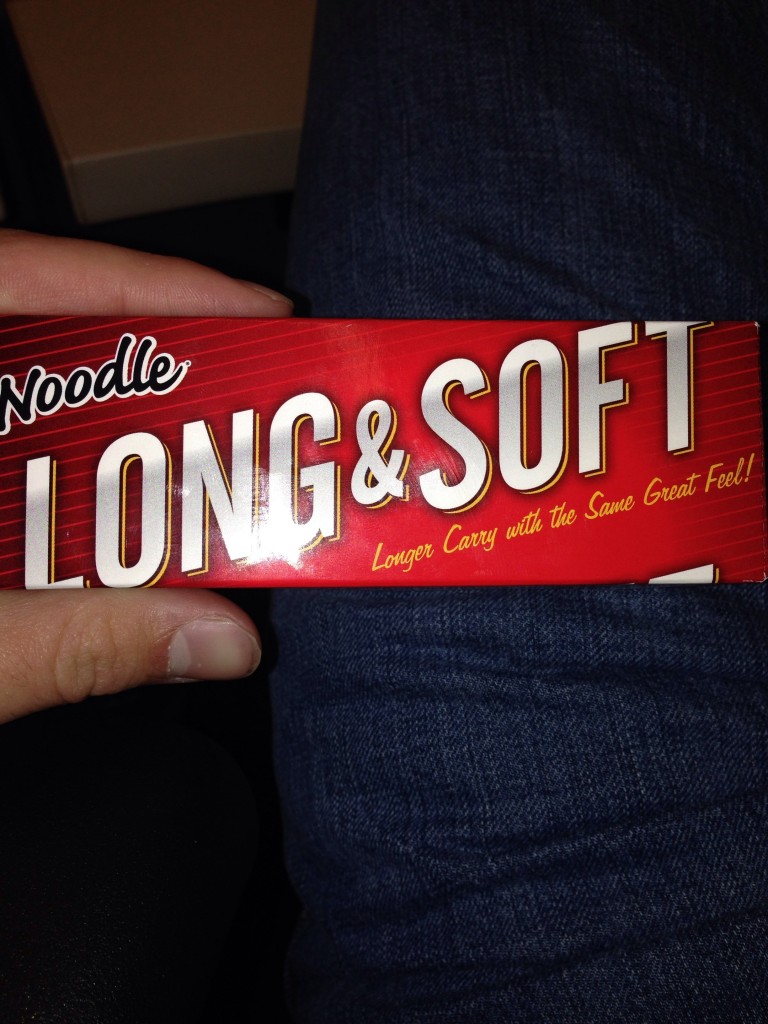 Noodle
LONG & SOFT
Longer Carry with the Same Great Feel!